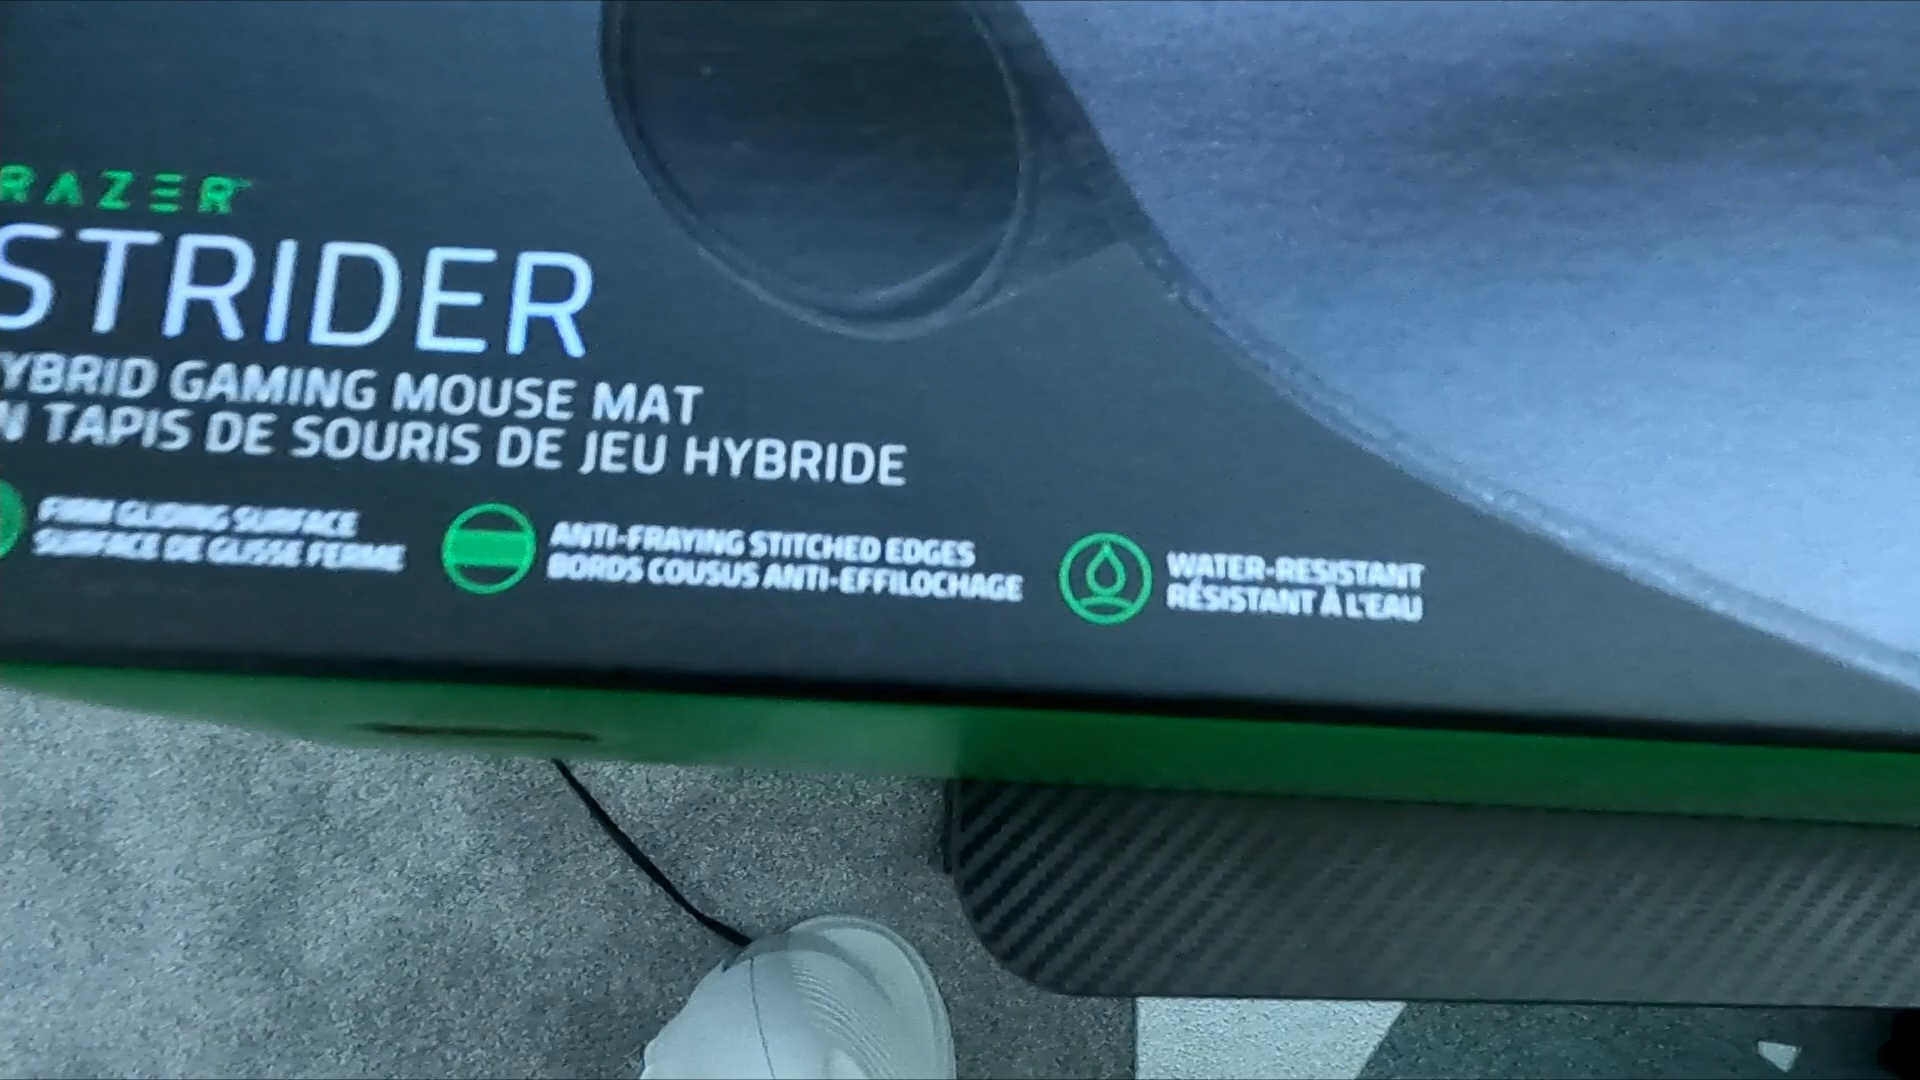 RAZER
STRIDER
YBRID GAMING MOUSE MAT
N TAPIS DE SOURIS DE JEU HYBRIDE
FIRM GLIDING SURFACE
SURFACE DE GLISSE FERME
ANTI-FRAYING STITCHED EDGES
BORDS COUSUS ANTI-EFFILOCHAGE
WATER-RESISTANT
RÉSISTANT À L'EAU